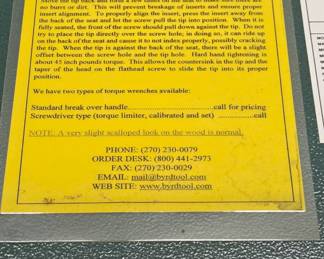 no burrs or dirt. This will prevent breakage of inserts and ensure proper
insert alignment. To properly align the insert, press the insert away from
the back of the seat and let the screw pull the tip into position. When it is
fully seated, the front of the screw should pull down against the tip. Do not
try to place the tip directly over the screw hole; in doing so, it can ride up
on the back of the seat and cause it to not index properly, possibly cracking
the tip. When the tip is against the back of the seat, there will be a slight
offset between the screw hole and the tip hole. Hard hand tightening is
about 45 inch pounds torque. This allows the countersink in the tip and the
taper of the head on the flathead screw to slide the tip into its proper
position.
We have two types of torque wrenches available:
Standard break over handle..............................call for pricing
Screwdriver type (torque limiter, calibrated and set) ..............call
NOTE: A very slight scalloped look on the wood is normal.
PHONE: (270) 230-0079
ORDER DESK: (800) 441-2973
FAX: (270) 230-0029
EMAIL: mail@byrdtool.com
WEB SITE: www.byrdtool.com